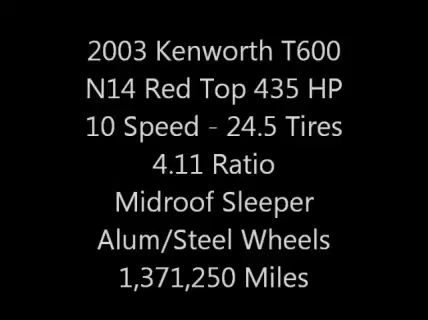 2003 Kenworth T600
N14 Red Top 435 HP
10 Speed - 24.5 Tires
4.11 Ratio
Midroof Sleeper
Alum/Steel Wheels
1,371,250 Miles